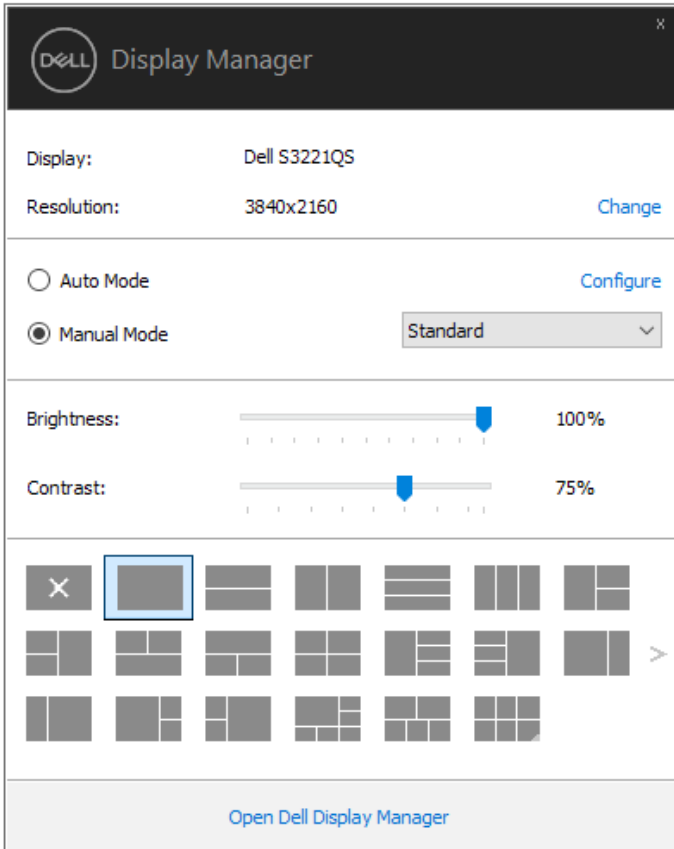 x
DELL Display Manager
Display: Dell S3221QS
Resolution: 3840x2160 Change
Auto Mode Configure
Manual Mode Standard
Brightness: 100%
Contrast: 75%
Open Dell Display Manager